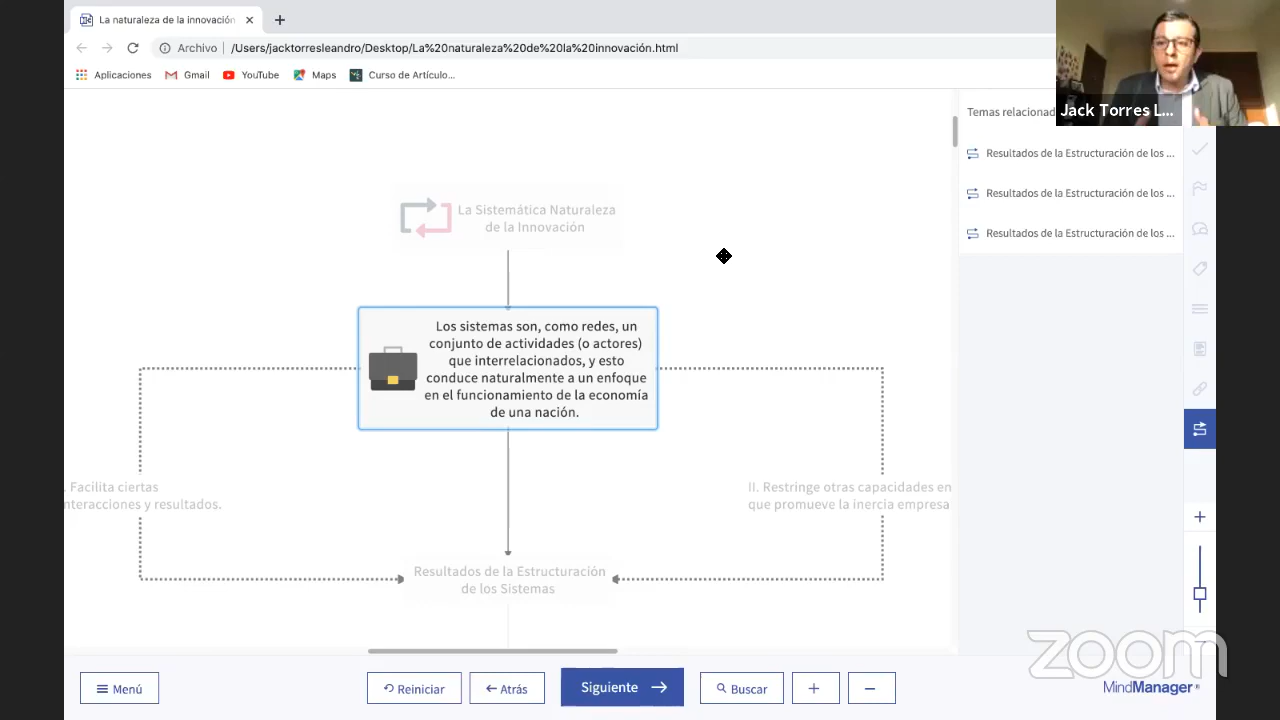 La naturaleza de la innovación
Archivo
/Users/jacktorresleandro/Desktop/La%20naturaleza%20de%20la%20innovación.html
Aplicaciones
Gmail
YouTube
Maps
Curso de Artículo...
Jack Torres L...
Temas relacionad
Resultados de la Estructuración de los ...
Resultados de la Estructuración de los ...
Resultados de la Estructuración de los ...
La Sistemática Naturaleza
de la Innovación
Los sistemas son, como redes, un
conjunto de actividades (o actores)
que interrelacionados, y esto
conduce naturalmente a un enfoque
en el funcionamiento de la economía
de una nación.
. Facilita ciertas
nteracciones y resultados.
II. Restringe otras capacidades en
que promueve la inercia empresa
Resultados de la Estructuración
de los Sistemas
Menú
Reiniciar
Atrás
Siguiente
Buscar
zoom
MindManager